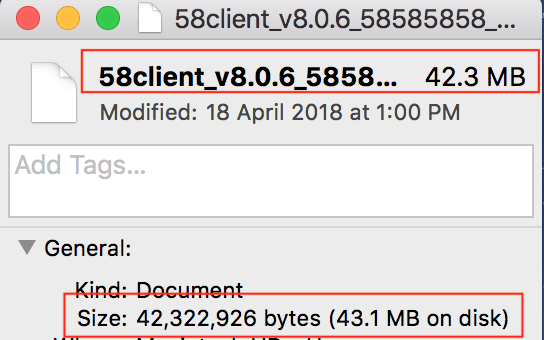 58client_v8.0.6_58585858_...
58client_v8.0.6_5858... 42.3 MB
Modified: 18 April 2018 at 1:00 PM
Add Tags...
General:
Kind: Document
Size: 42,322,926 bytes (43.1 MB on disk)